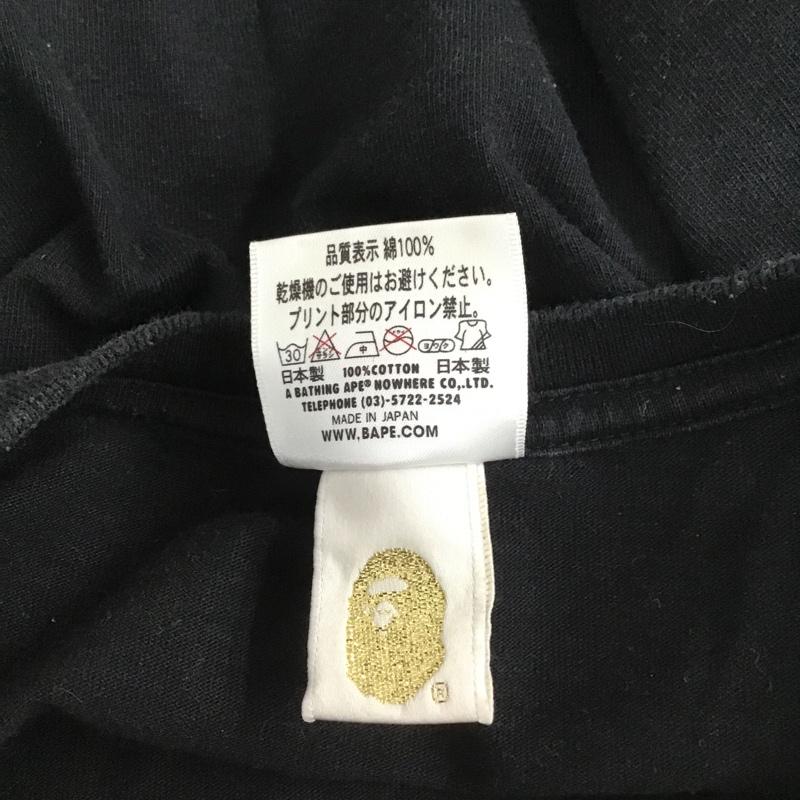 品質表示 綿100%
乾燥機のご使用はお避けください。
プリント部分のアイロン禁止。
30 中 ヨワク
日本製 100%COTTON 日本製
A BATHING APE® NOWHERE CO,.LTD.
TELEPHONE (03)-5722-2524
MADE IN JAPAN
WWW.BAPE.COM
®